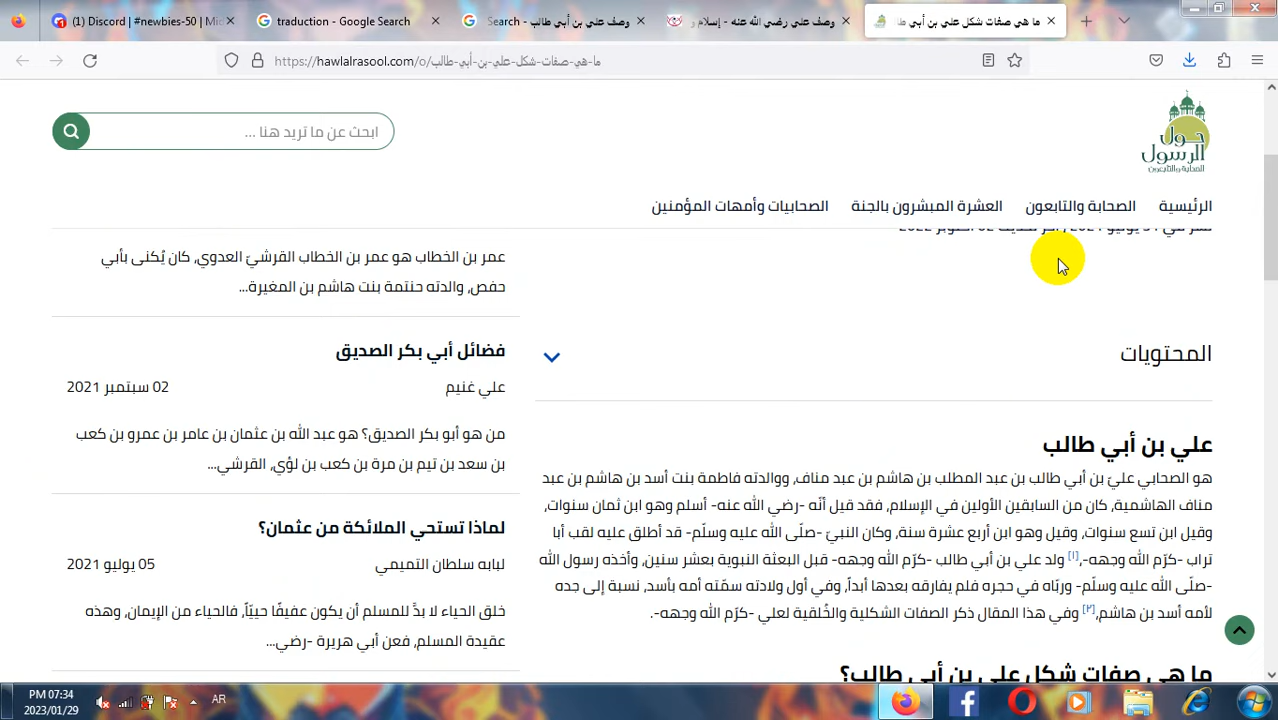 (1) Discord | #newbies-50 | Mid
traduction - Google Search
وصف علي بن أبي طالب - Search
وصف علي رضي الله عنه - إسلام و
ما هي صفات شكل علي بن أبي طا
https://hawlalrasool.com/o/ما-هي-صفات-شكل-علي-بن-أبي-طالب
ابحث عن ما تريد هنا ...
حول
الرسول
الصحابة والتابعون
الرئيسية
الصحابة والتابعون
العشرة المبشرون بالجنة
الصحابيات وأمهات المؤمنين
المحتويات
علي بن أبي طالب
هو الصحابي عليّ بن أبي طالب بن عبد المطلب بن هاشم بن عبد مناف، ووالدته فاطمة بنت أسد بن هاشم بن عبد
مناف الهاشمية، كان من السابقين الأولين في الإسلام، فقد قيل أنّه -رضي الله عنه- أسلم وهو ابن ثمان سنوات،
وقيل ابن تسع سنوات، وقيل وهو ابن أربع عشرة سنة، وكان النبيّ -صلّى الله عليه وسلّم- قد أطلق عليه لقب أبا
تراب -كرّم الله وجهه-،[١] ولد علي بن أبي طالب -كرّم الله وجهه- قبل البعثة النبوية بعشر سنين، وأخذه رسول الله
-صلّى الله عليه وسلّم- وربّاه في حجره فلم يفارقه بعدها أبداً، وفي أول ولادته سمّته أمه بأسد، نسبة إلى جده
لأمه أسد بن هاشم،[٢] وفي هذا المقال ذكر الصفات الشكلية والخُلقية لعلي -كرّم الله وجهه-.
ما هي صفات شكل علي بن أبي طالب؟
عمر بن الخطاب هو عمر بن الخطاب القرشيّ العدوي، كان يُكنى بأبي
حفص، والدته حنتمة بنت هاشم بن المغيرة...
فضائل أبي بكر الصديق
علي غنيم
02 سبتمبر 2021
من هو أبو بكر الصديق؟ هو عبد الله بن عثمان بن عامر بن عمرو بن كعب
بن سعد بن تيم بن مرة بن كعب بن لؤي، القرشي...
لماذا تستحي الملائكة من عثمان؟
لبابه سلطان التميمي
05 يوليو 2021
خلق الحياء لا بدَّ للمسلم أن يكون عفيفًا حييّاً، فالحياء من الإيمان، وهذه
عقيدة المسلم، فعن أبي هريرة -رضي...
PM 07:34
2023/01/29
AR